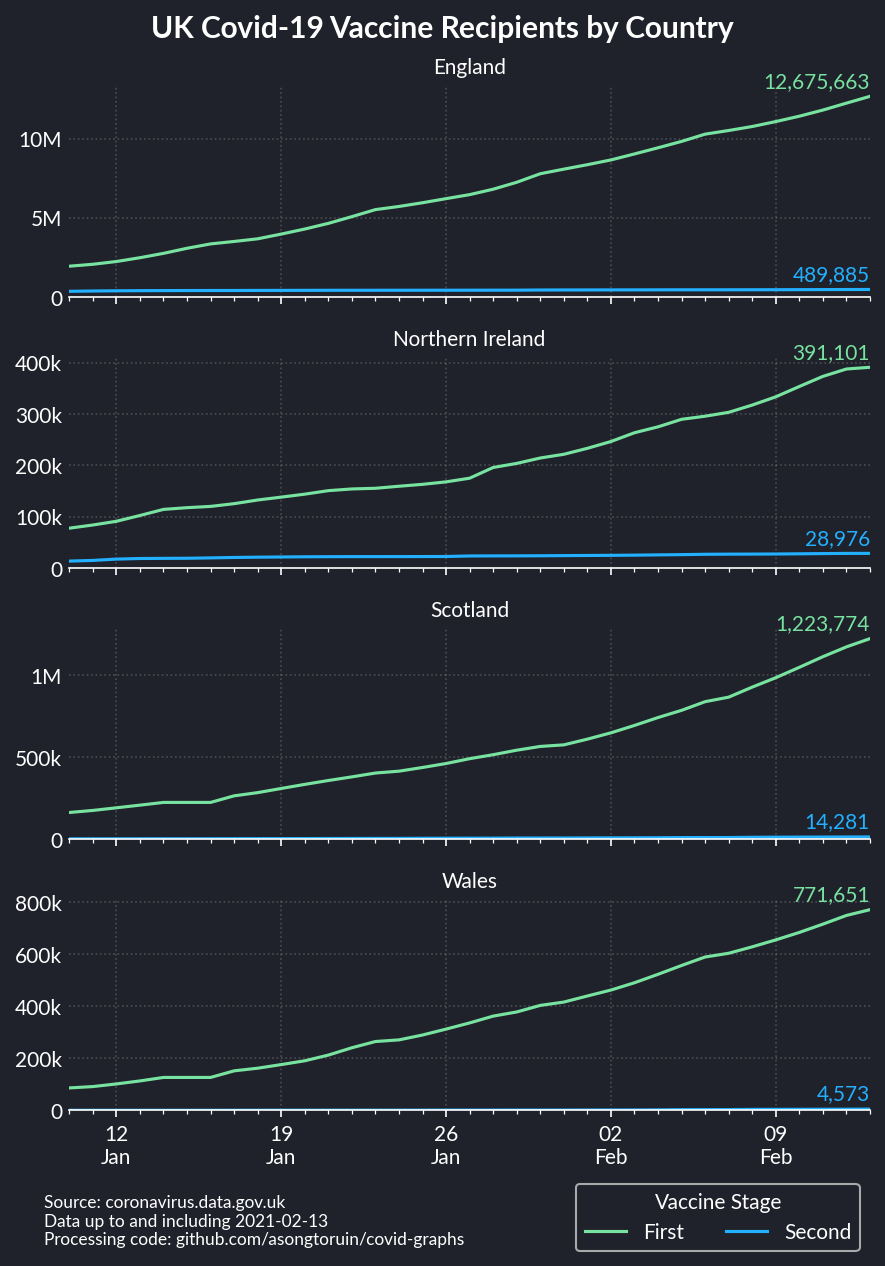 UK Covid-19 Vaccine Recipients by Country
England
12,675,663
10M
5M
489,885
0
Northern Ireland
391,101
400k
300k
200k
100k
28,976
0
Scotland
1,223,774
1M
500k
14,281
0
Wales
771,651
800k
600k
400k
200k
4,573
0
12 19 26 02 09
Jan Jan Jan Feb Feb
Source: coronavirus.data.gov.uk
Data up to and including 2021-02-13
Processing code: github.com/asongtoruin/covid-graphs
Vaccine Stage
First Second